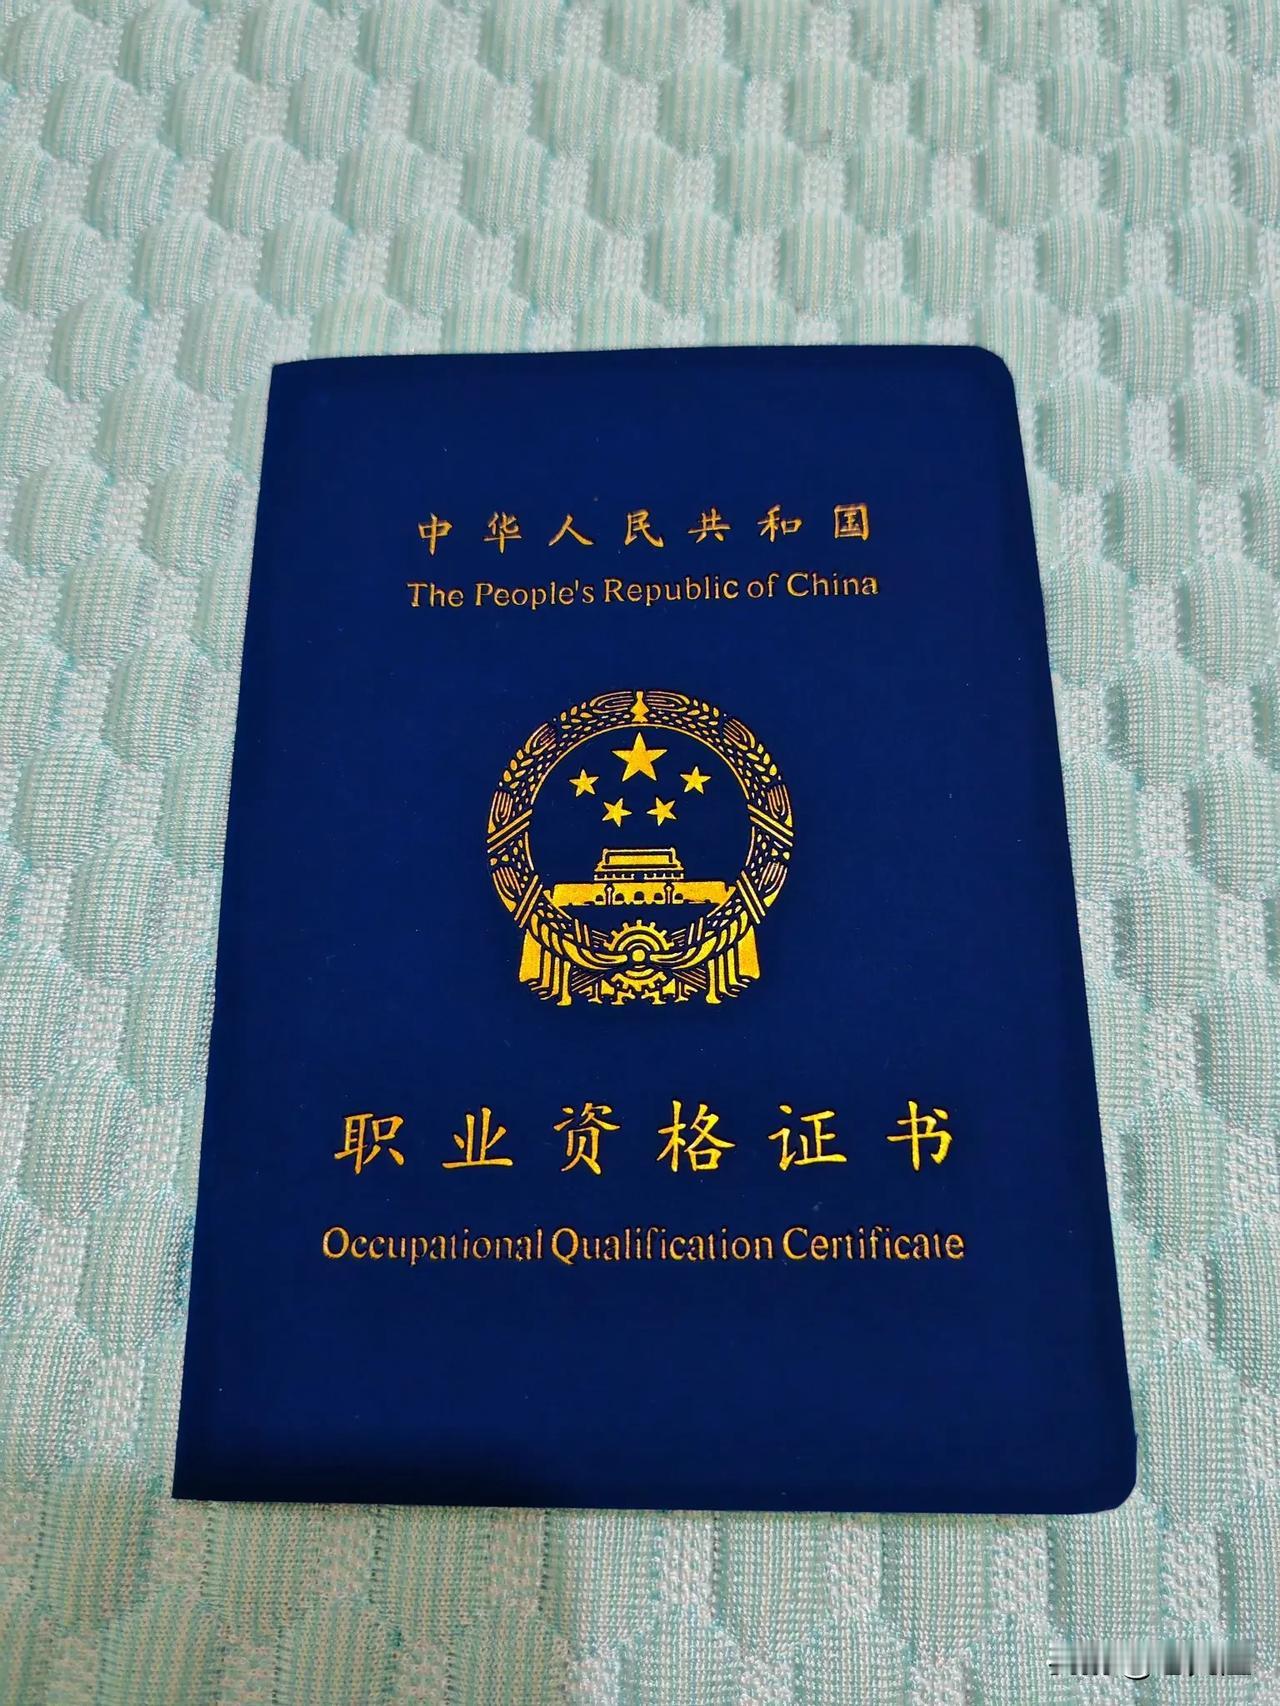 中华人民共和国
The People's Republic of China
职业资格证书
Occupational Qualification Certificate